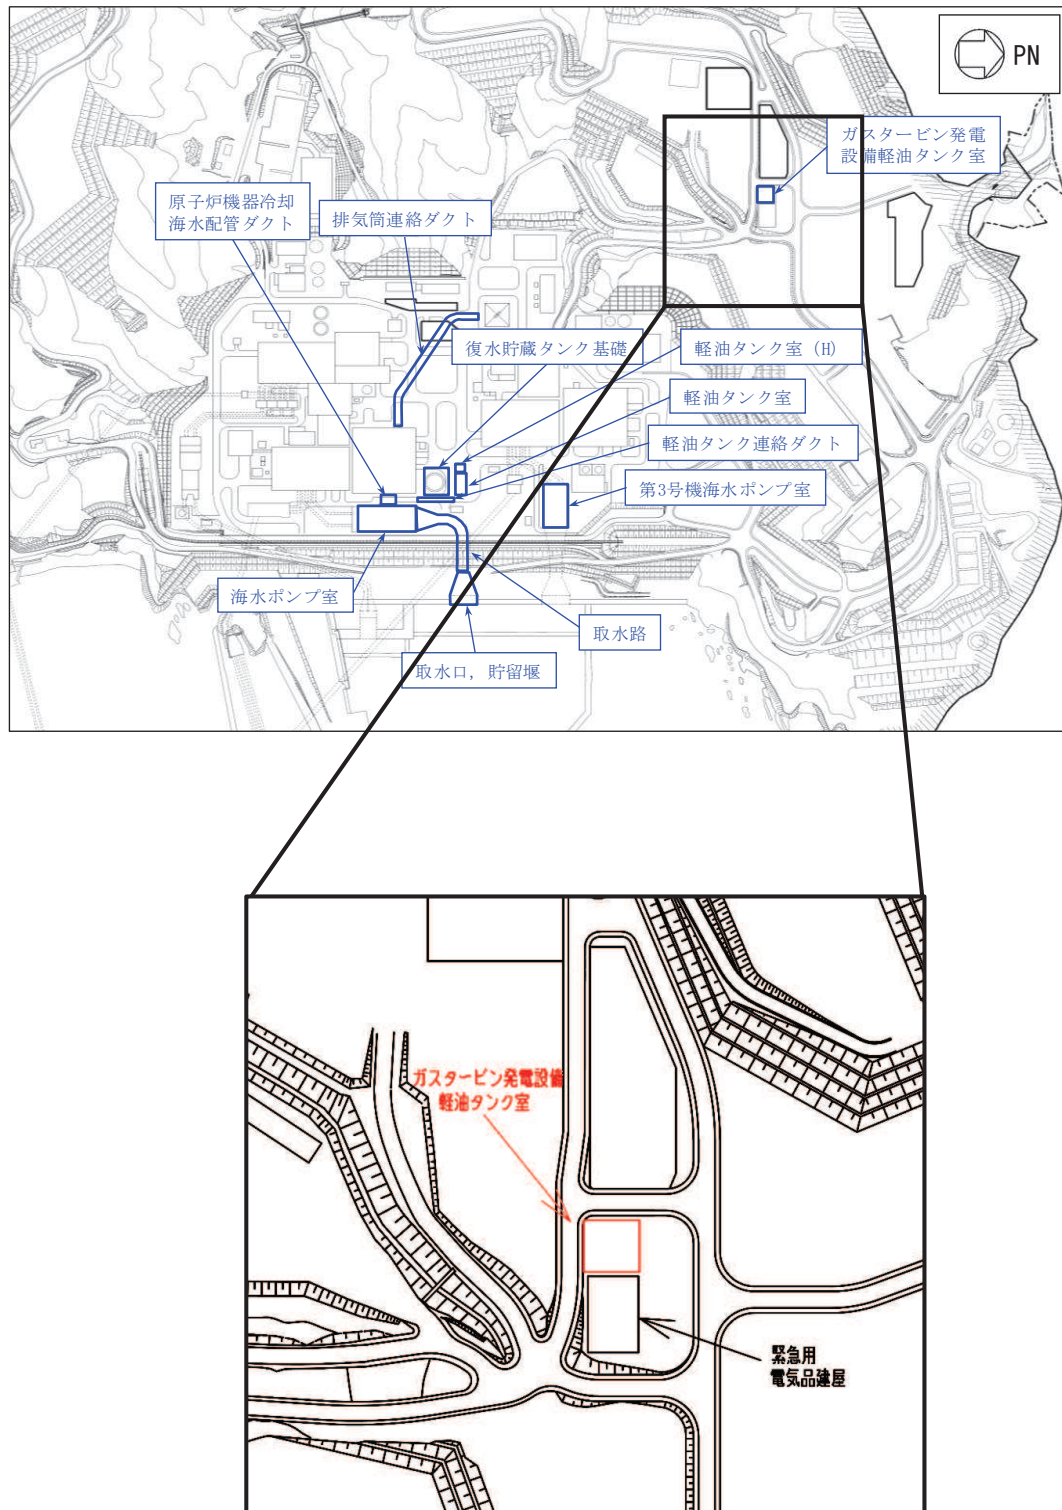 PN
ガスタービン発電
設備軽油タンク室
原子炉機器冷却
海水配管ダクト
排気筒連絡ダクト
復水貯蔵タンク基礎
軽油タンク室（H）
軽油タンク室
軽油タンク連絡ダクト
第3号機海水ポンプ室
海水ポンプ室
取水路
取水口，貯留堰
ガスタービン発電設備
軽油タンク室
緊急用
電気品建屋